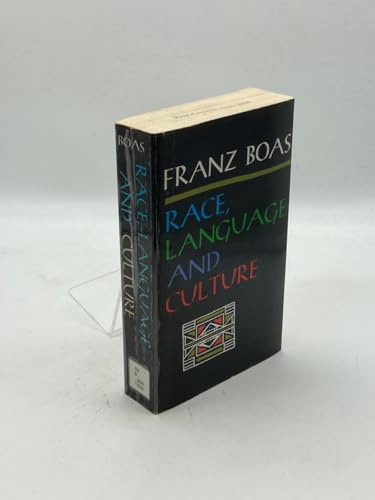 FRANZ BOAS
RACE,
LANGUAGE
AND
CULTURE
BOAS
RACE, LANGUAGE
AND CULTURE